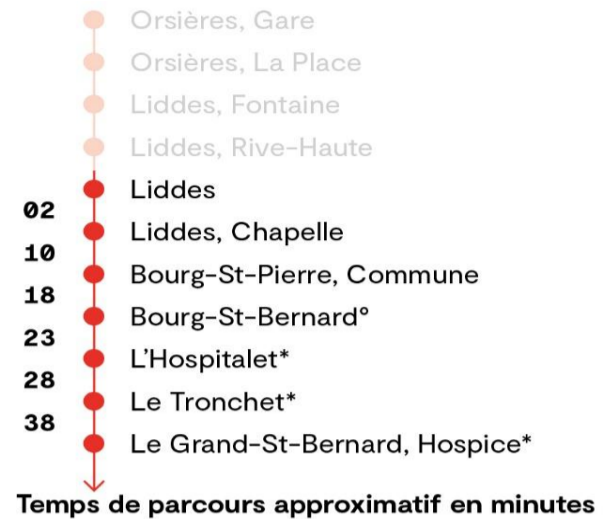 Orsières, Gare
Orsières, La Place
Liddes, Fontaine
Liddes, Rive-Haute
Liddes
02
Liddes, Chapelle
10
Bourg-St-Pierre, Commune
18
Bourg-St-Bernard°
23
L'Hospitalet*
28
Le Tronchet*
38
Le Grand-St-Bernard, Hospice*
Temps de parcours approximatif en minutes